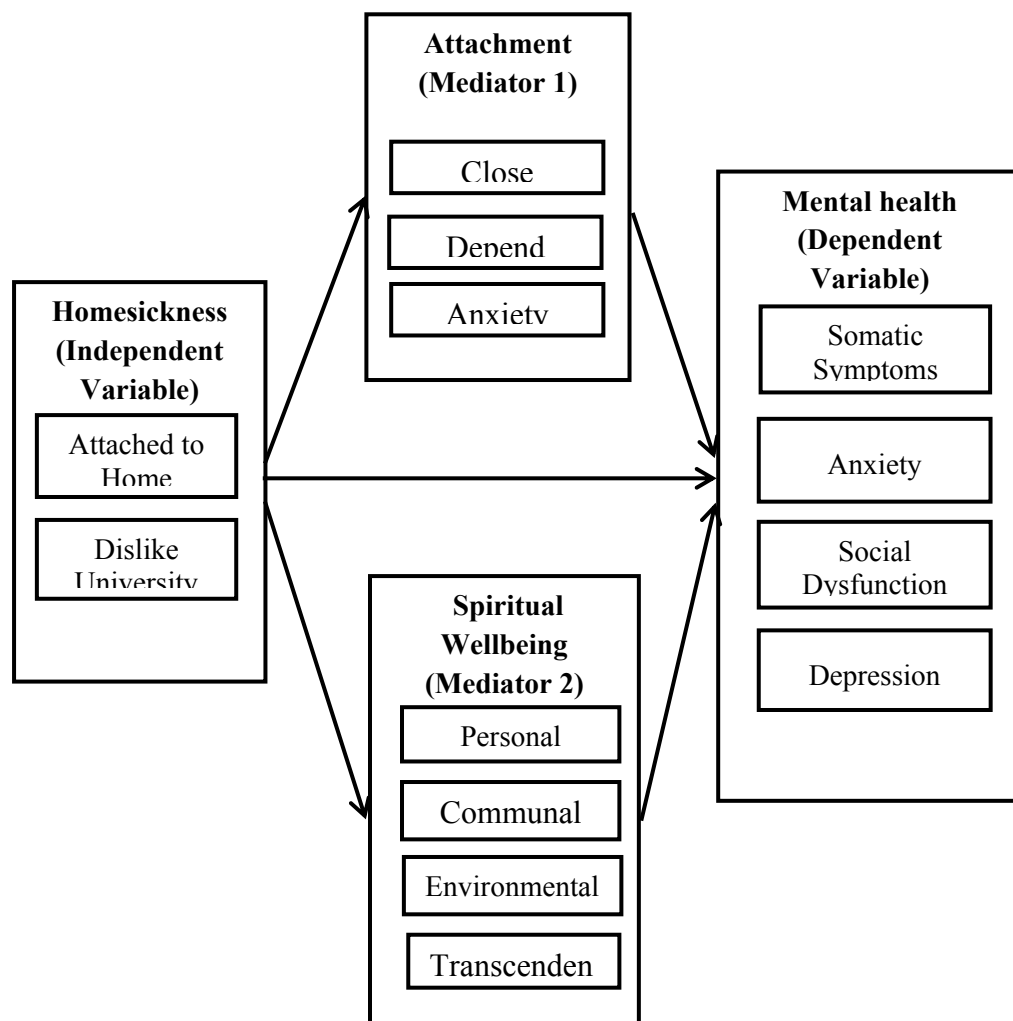 Attachment
(Mediator 1)
Close
Depend
Anxiety
Mental health
(Dependent
Variable)
Somatic
Symptoms
Anxiety
Social
Dysfunction
Depression
Homesickness
(Independent
Variable)
Attached to
Home
Dislike
University
Spiritual
Wellbeing
(Mediator 2)
Personal
Communal
Environmental
Transcenden